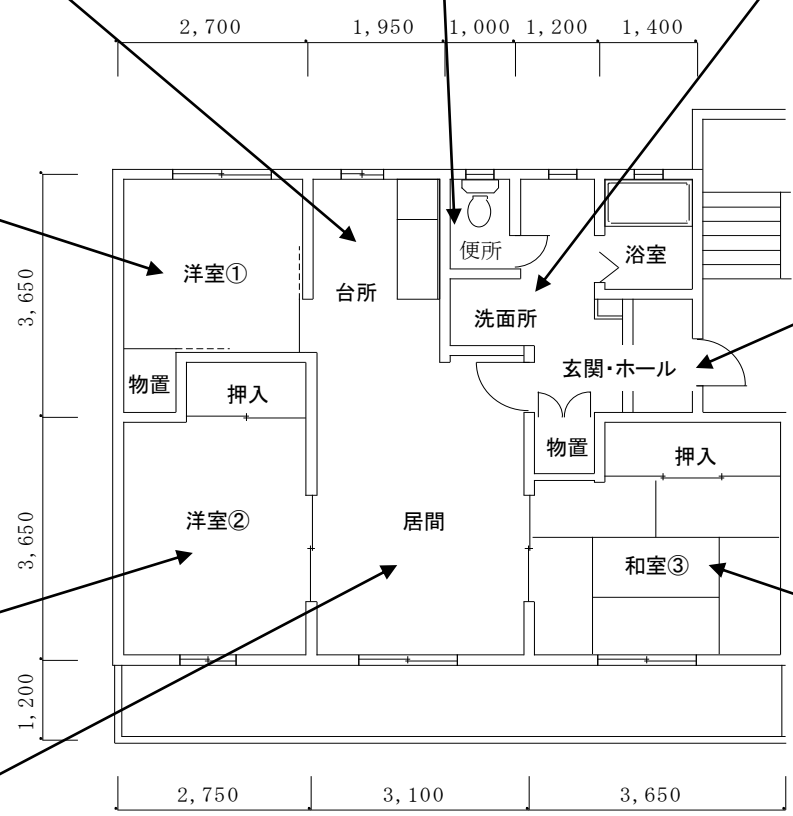 2,700
1,950
1,000
1,200
1,400
3,650
3,650
1,200
洋室①
台所
便所
浴室
洗面所
玄関・ホール
物置
押入
物置
押入
洋室②
居間
和室③
2,750
3,100
3,650